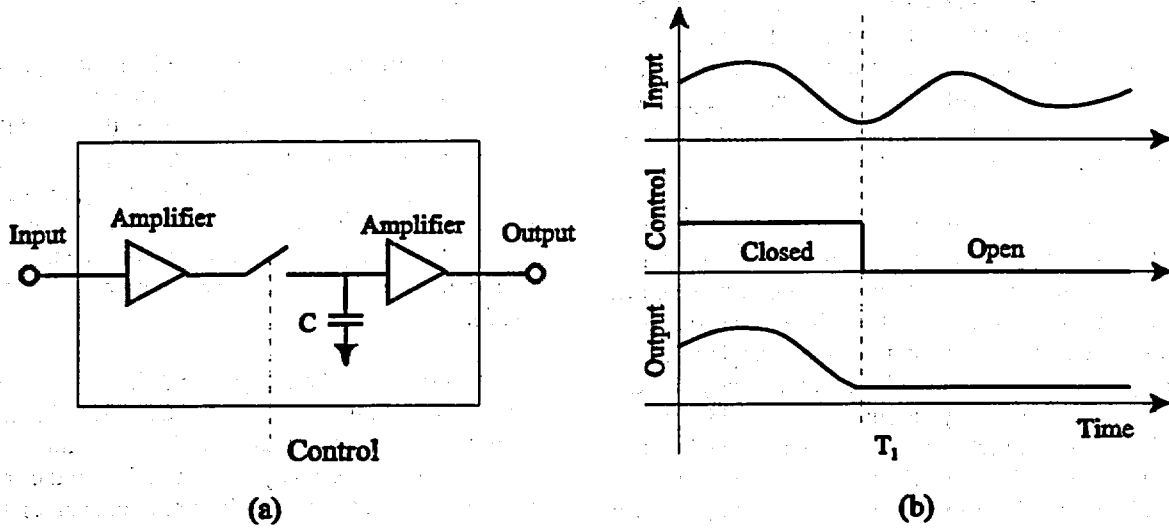 Input
Amplifier
Amplifier
Output
C
Control
(a)
Input
Control
Closed
Open
Output
Time
T₁
(b)